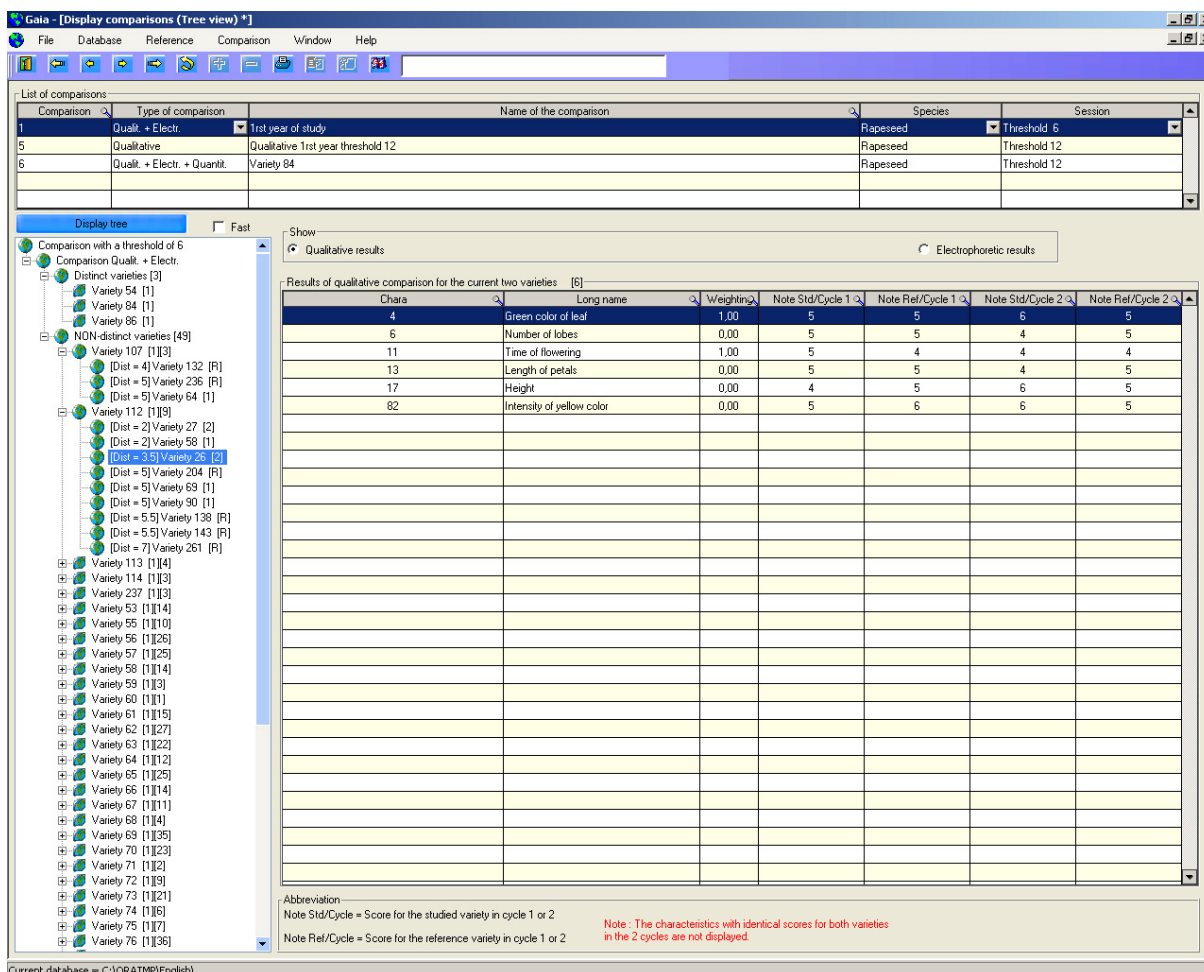 Gaia - [Display comparisons (Tree view) *]
File Database Reference Comparison Window Help
List of comparisons
Comparison Type of comparison Name of the comparison Species Session
1 Qualit. + Electr. 1rst year of study Rapeseed Threshold 6
5 Qualitative Qualitative 1rst year threshold 12 Rapeseed Threshold 12
6 Qualit. + Electr. + Quantit. Variety 84 Rapeseed Threshold 12
Display tree Fast
Comparison with a threshold of 6
Comparison Qualit. + Electr.
Distinct varieties [3]
Variety 54 [1]
Variety 84 [1]
Variety 86 [1]
NON-distinct varieties [49]
Variety 107 [1][3]
[Dist = 4] Variety 132 [R]
[Dist = 5] Variety 236 [R]
[Dist = 5] Variety 64 [1]
Variety 112 [1][9]
[Dist = 2] Variety 27 [2]
[Dist = 2] Variety 58 [1]
[Dist = 3.5] Variety 26 [2]
[Dist = 5] Variety 204 [R]
[Dist = 5] Variety 69 [1]
[Dist = 5] Variety 90 [1]
[Dist = 5.5] Variety 138 [R]
[Dist = 5.5] Variety 143 [R]
[Dist = 7] Variety 261 [R]
Variety 113 [1][4]
Variety 114 [1][3]
Variety 237 [1][3]
Variety 53 [1][14]
Variety 55 [1][10]
Variety 56 [1][26]
Variety 57 [1][25]
Variety 58 [1][14]
Variety 59 [1][3]
Variety 60 [1][1]
Variety 61 [1][15]
Variety 62 [1][27]
Variety 63 [1][22]
Variety 64 [1][12]
Variety 65 [1][25]
Variety 66 [1][14]
Variety 67 [1][11]
Variety 68 [1][4]
Variety 69 [1][35]
Variety 70 [1][23]
Variety 71 [1][2]
Variety 72 [1][9]
Variety 73 [1][21]
Variety 74 [1][6]
Variety 75 [1][7]
Variety 76 [1][36]
Show
Qualitative results Electrophoretic results
Results of qualitative comparison for the current two varieties [6]
Chara Long name Weighting Note Std/Cycle 1 Note Ref/Cycle 1 Note Std/Cycle 2 Note Ref/Cycle 2
4 Green color of leaf 1,00 5 5 6 5
6 Number of lobes 0,00 5 5 4 5
11 Time of flowering 1,00 5 4 4 4
13 Length of petals 0,00 5 5 4 5
17 Height 0,00 4 5 6 5
82 Intensity of yellow color 0,00 5 6 6 5
Abbreviation
Note Std/Cycle = Score for the studied variety in cycle 1 or 2
Note Ref/Cycle = Score for the reference variety in cycle 1 or 2
Note : The characteristics with identical scores for both varieties
in the 2 cycles are not displayed.
Current database = C:\ORATMP\English\